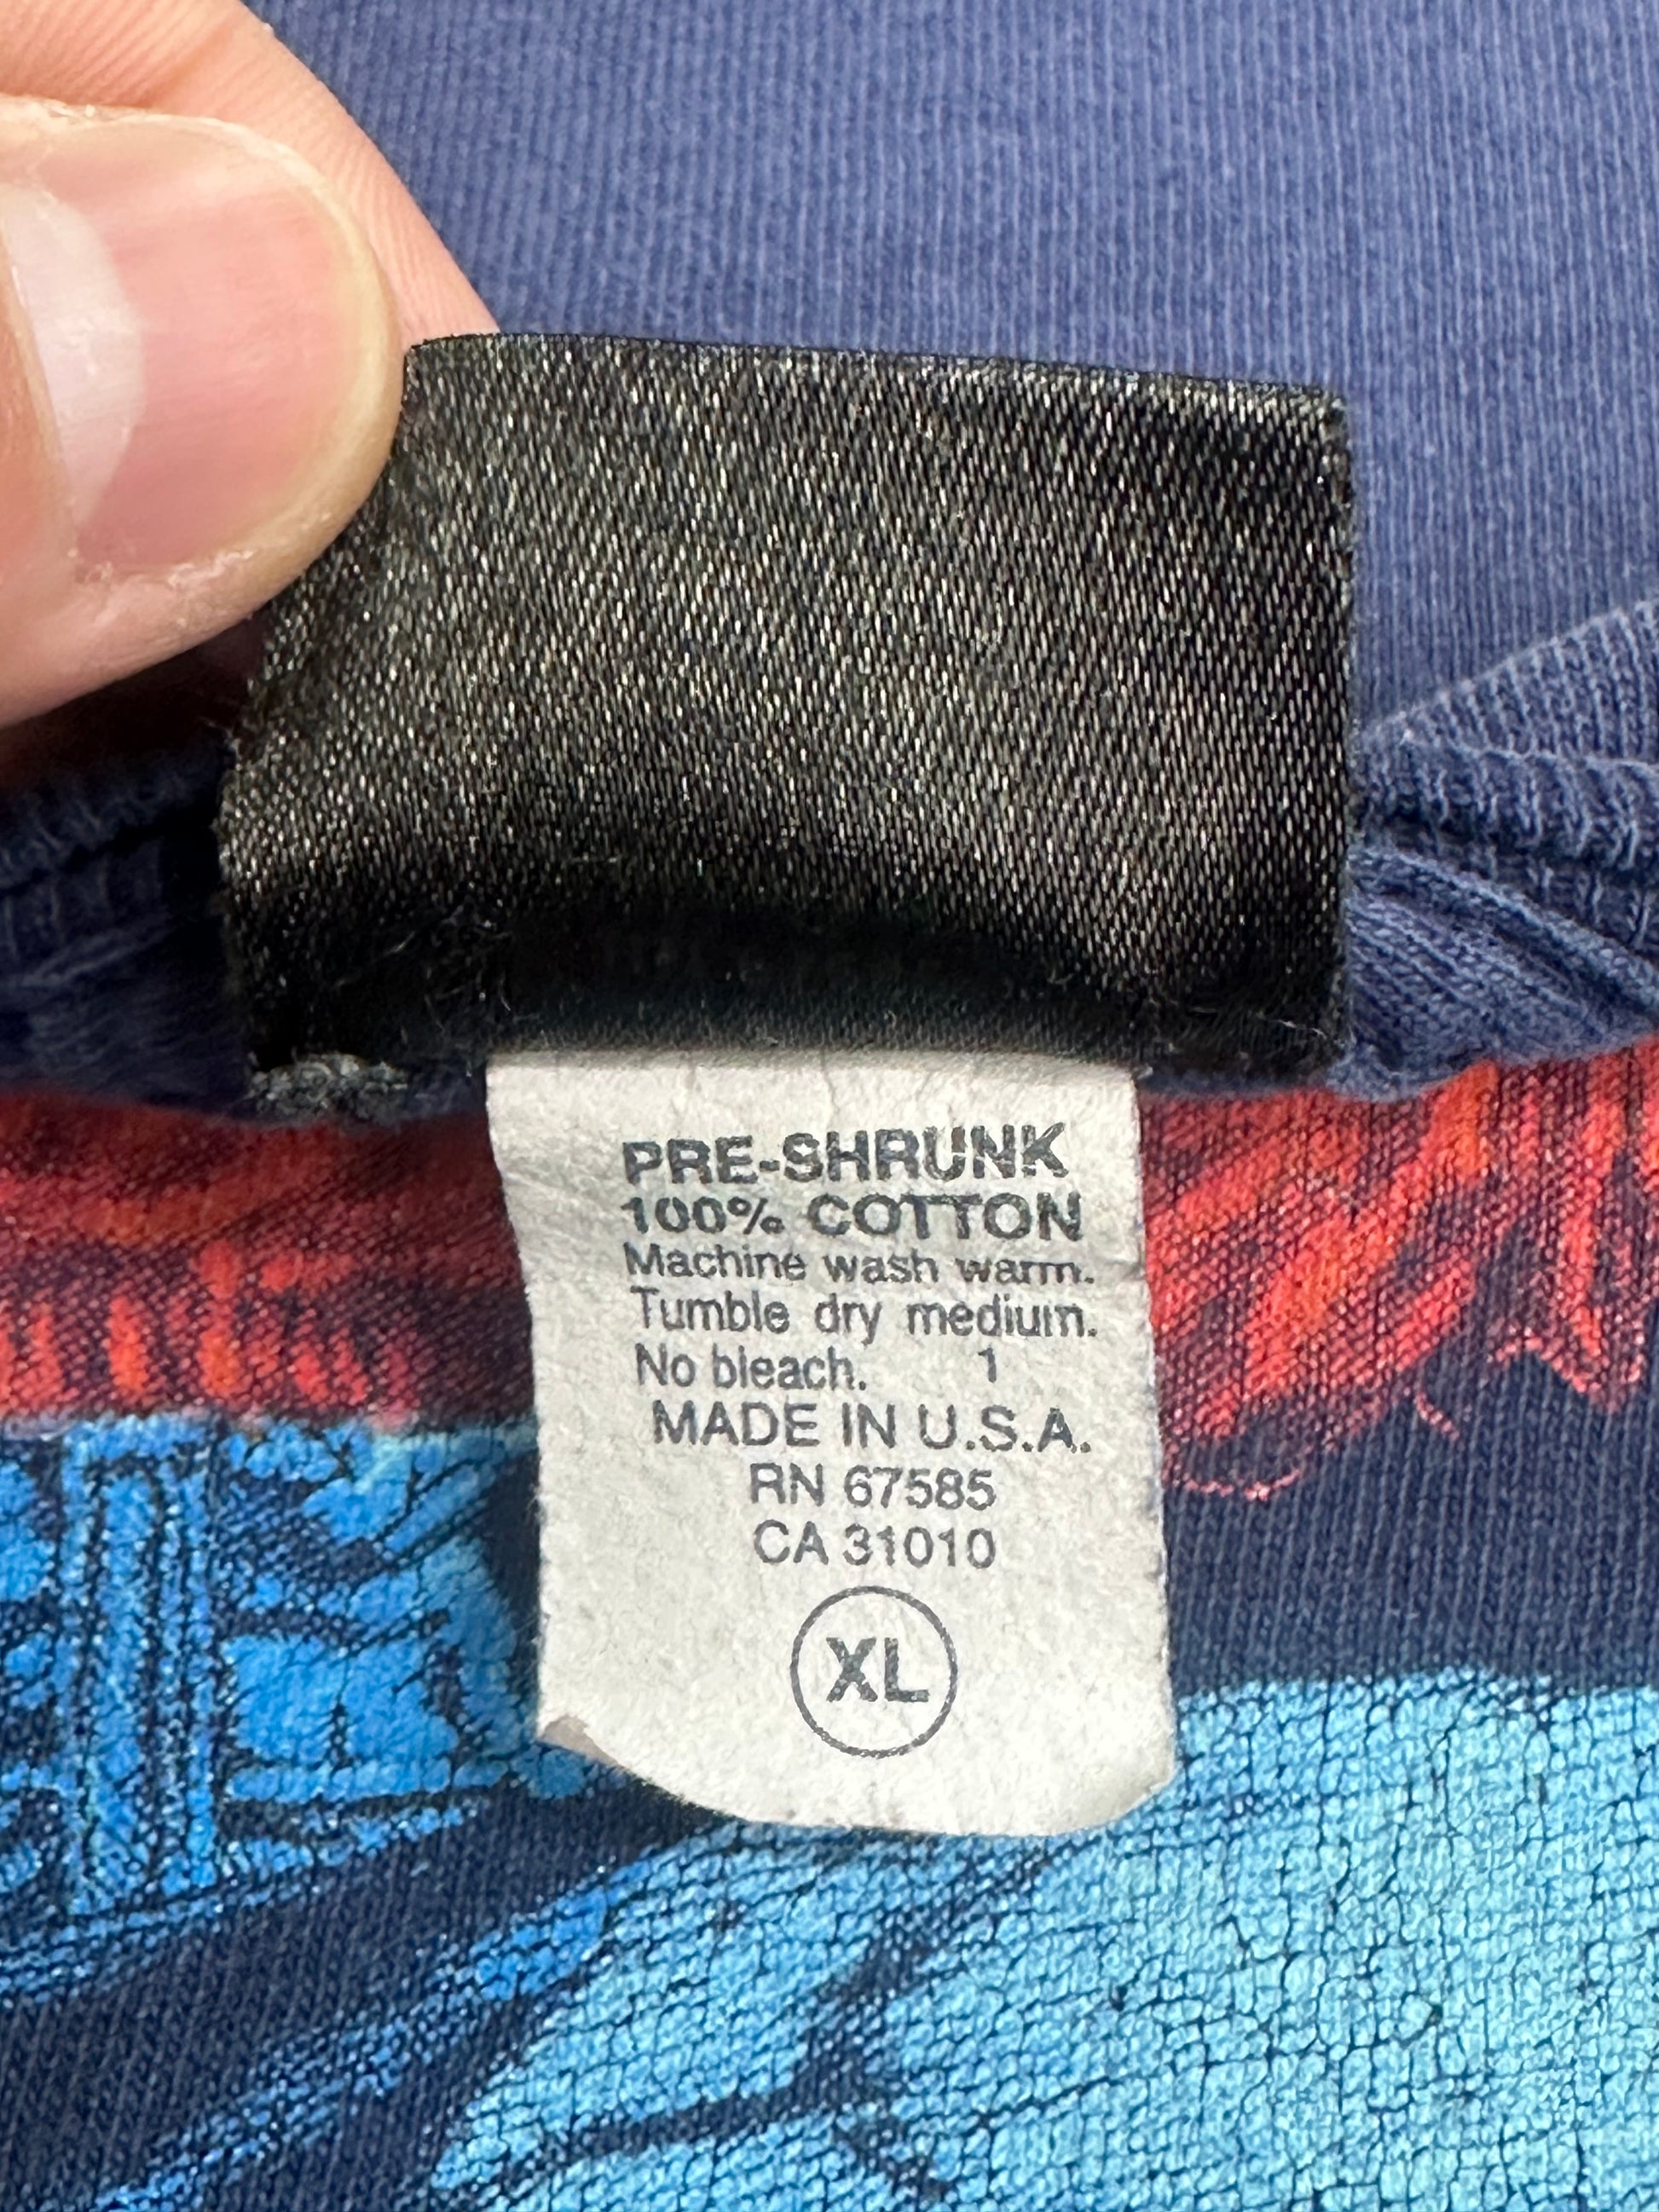 PRE-SHRUNK
100% COTTON
Machine wash warm.
Tumble dry medium.
No bleach. 1
MADE IN U.S.A.
RN 67585
CA 31010
XL